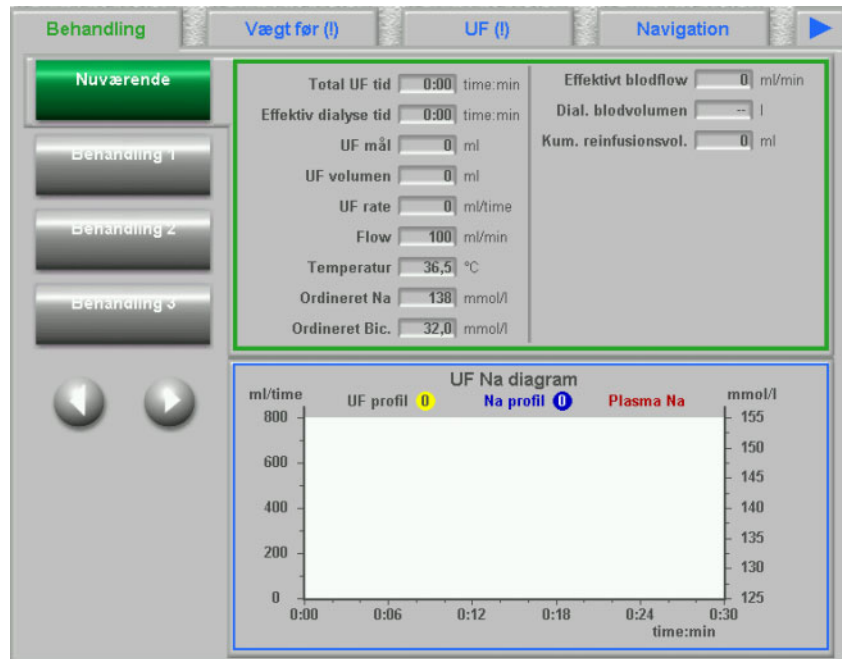 Behandling
Vægt før (!)
UF (!)
Navigation
Nuværende
Behandling 1
Behandling 2
Behandling 3
Total UF tid 0:00 time:min
Effektiv dialyse tid 0:00 time:min
UF mål 0 ml
UF volumen 0 ml
UF rate 0 ml/time
Flow 100 ml/min
Temperatur 36,5 °C
Ordineret Na 138 mmol/l
Ordineret Bic. 32,0 mmol/l
Effektivt blodflow 0 ml/min
Dial. blodvolumen -- l
Kum. reinfusionsvol. 0 ml
UF Na diagram
ml/time
UF profil 0 Na profil 0 Plasma Na
mmol/l
800
600
400
200
0
155
150
145
140
135
130
125
0:00 0:06 0:12 0:18 0:24 0:30
time:min